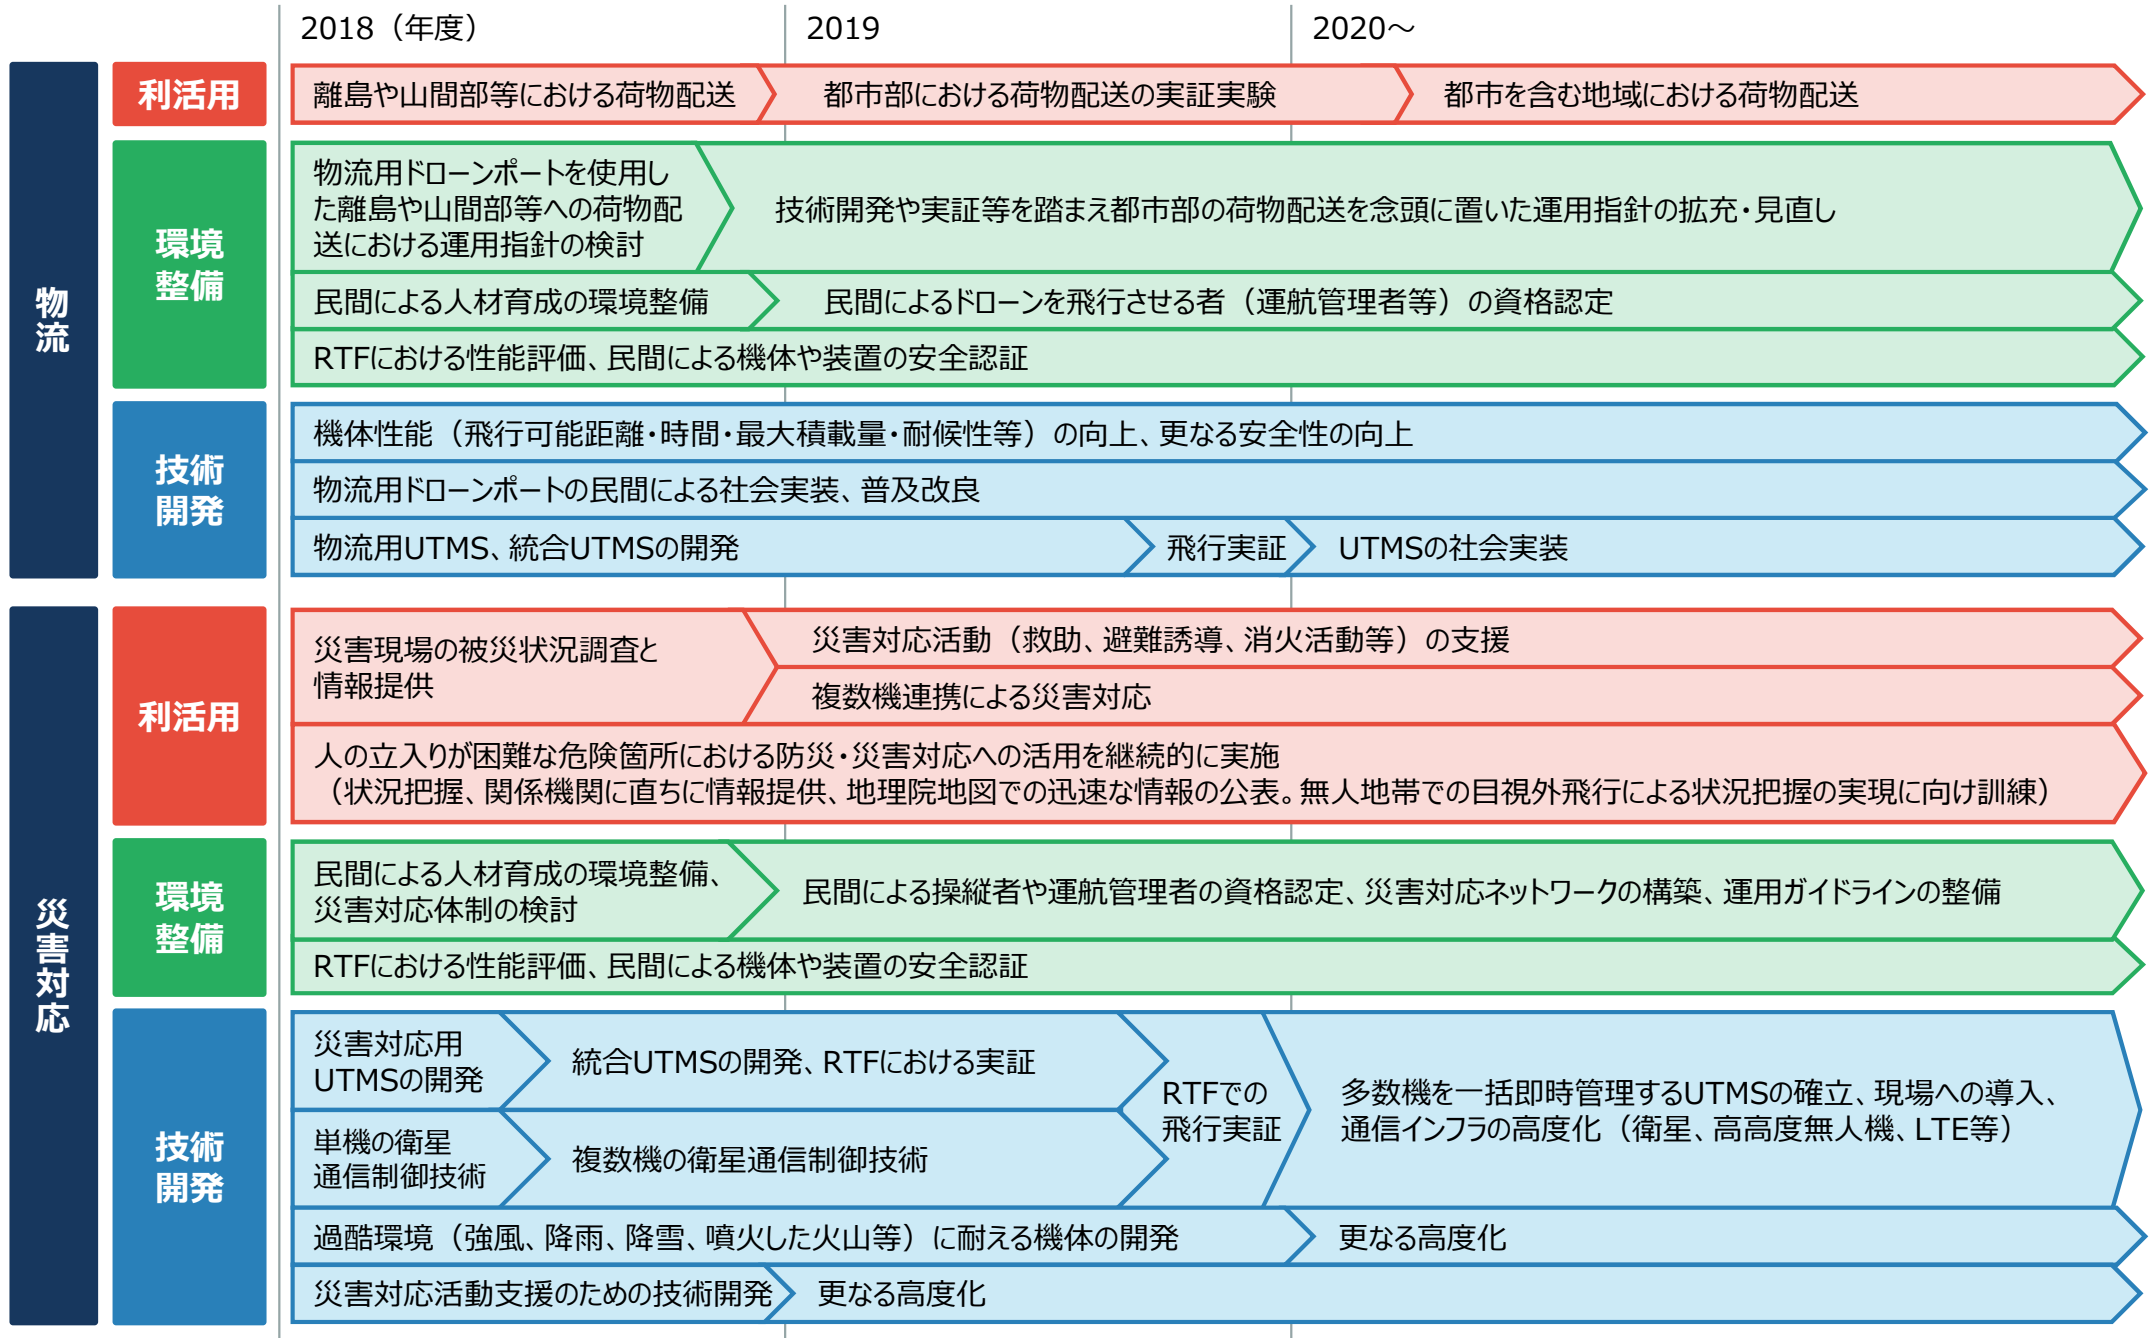 2018（年度）
2019
2020～
物流
利活用
離島や山間部等における荷物配送
都市部における荷物配送の実証実験
都市を含む地域における荷物配送
環境
整備
物流用ドローンポートを使用し
た離島や山間部等への荷物配
送における運用指針の検討
技術開発や実証等を踏まえ都市部の荷物配送を念頭に置いた運用指針の拡充・見直し
民間による人材育成の環境整備
民間によるドローンを飛行させる者（運航管理者等）の資格認定
RTFにおける性能評価、民間による機体や装置の安全認証
技術
開発
機体性能（飛行可能距離・時間・最大積載量・耐候性等）の向上、更なる安全性の向上
物流用ドローンポートの民間による社会実装、普及改良
物流用UTMS、統合UTMSの開発
飛行実証
UTMSの社会実装
災害対応
利活用
災害現場の被災状況調査と
情報提供
災害対応活動（救助、避難誘導、消火活動等）の支援
複数機連携による災害対応
人の立入りが困難な危険箇所における防災・災害対応への活用を継続的に実施
（状況把握、関係機関に直ちに情報提供、地理院地図での迅速な情報の公表。無人地帯での目視外飛行による状況把握の実現に向け訓練）
環境
整備
民間による人材育成の環境整備、
災害対応体制の検討
民間による操縦者や運航管理者の資格認定、災害対応ネットワークの構築、運用ガイドラインの整備
RTFにおける性能評価、民間による機体や装置の安全認証
技術
開発
災害対応用
UTMSの開発
統合UTMSの開発、RTFにおける実証
単機の衛星
通信制御技術
複数機の衛星通信制御技術
RTFでの
飛行実証
多数機を一括即時管理するUTMSの確立、現場への導入、
通信インフラの高度化（衛星、高高度無人機、LTE等）
過酷環境（強風、降雨、降雪、噴火した火山等）に耐える機体の開発
更なる高度化
災害対応活動支援のための技術開発
更なる高度化